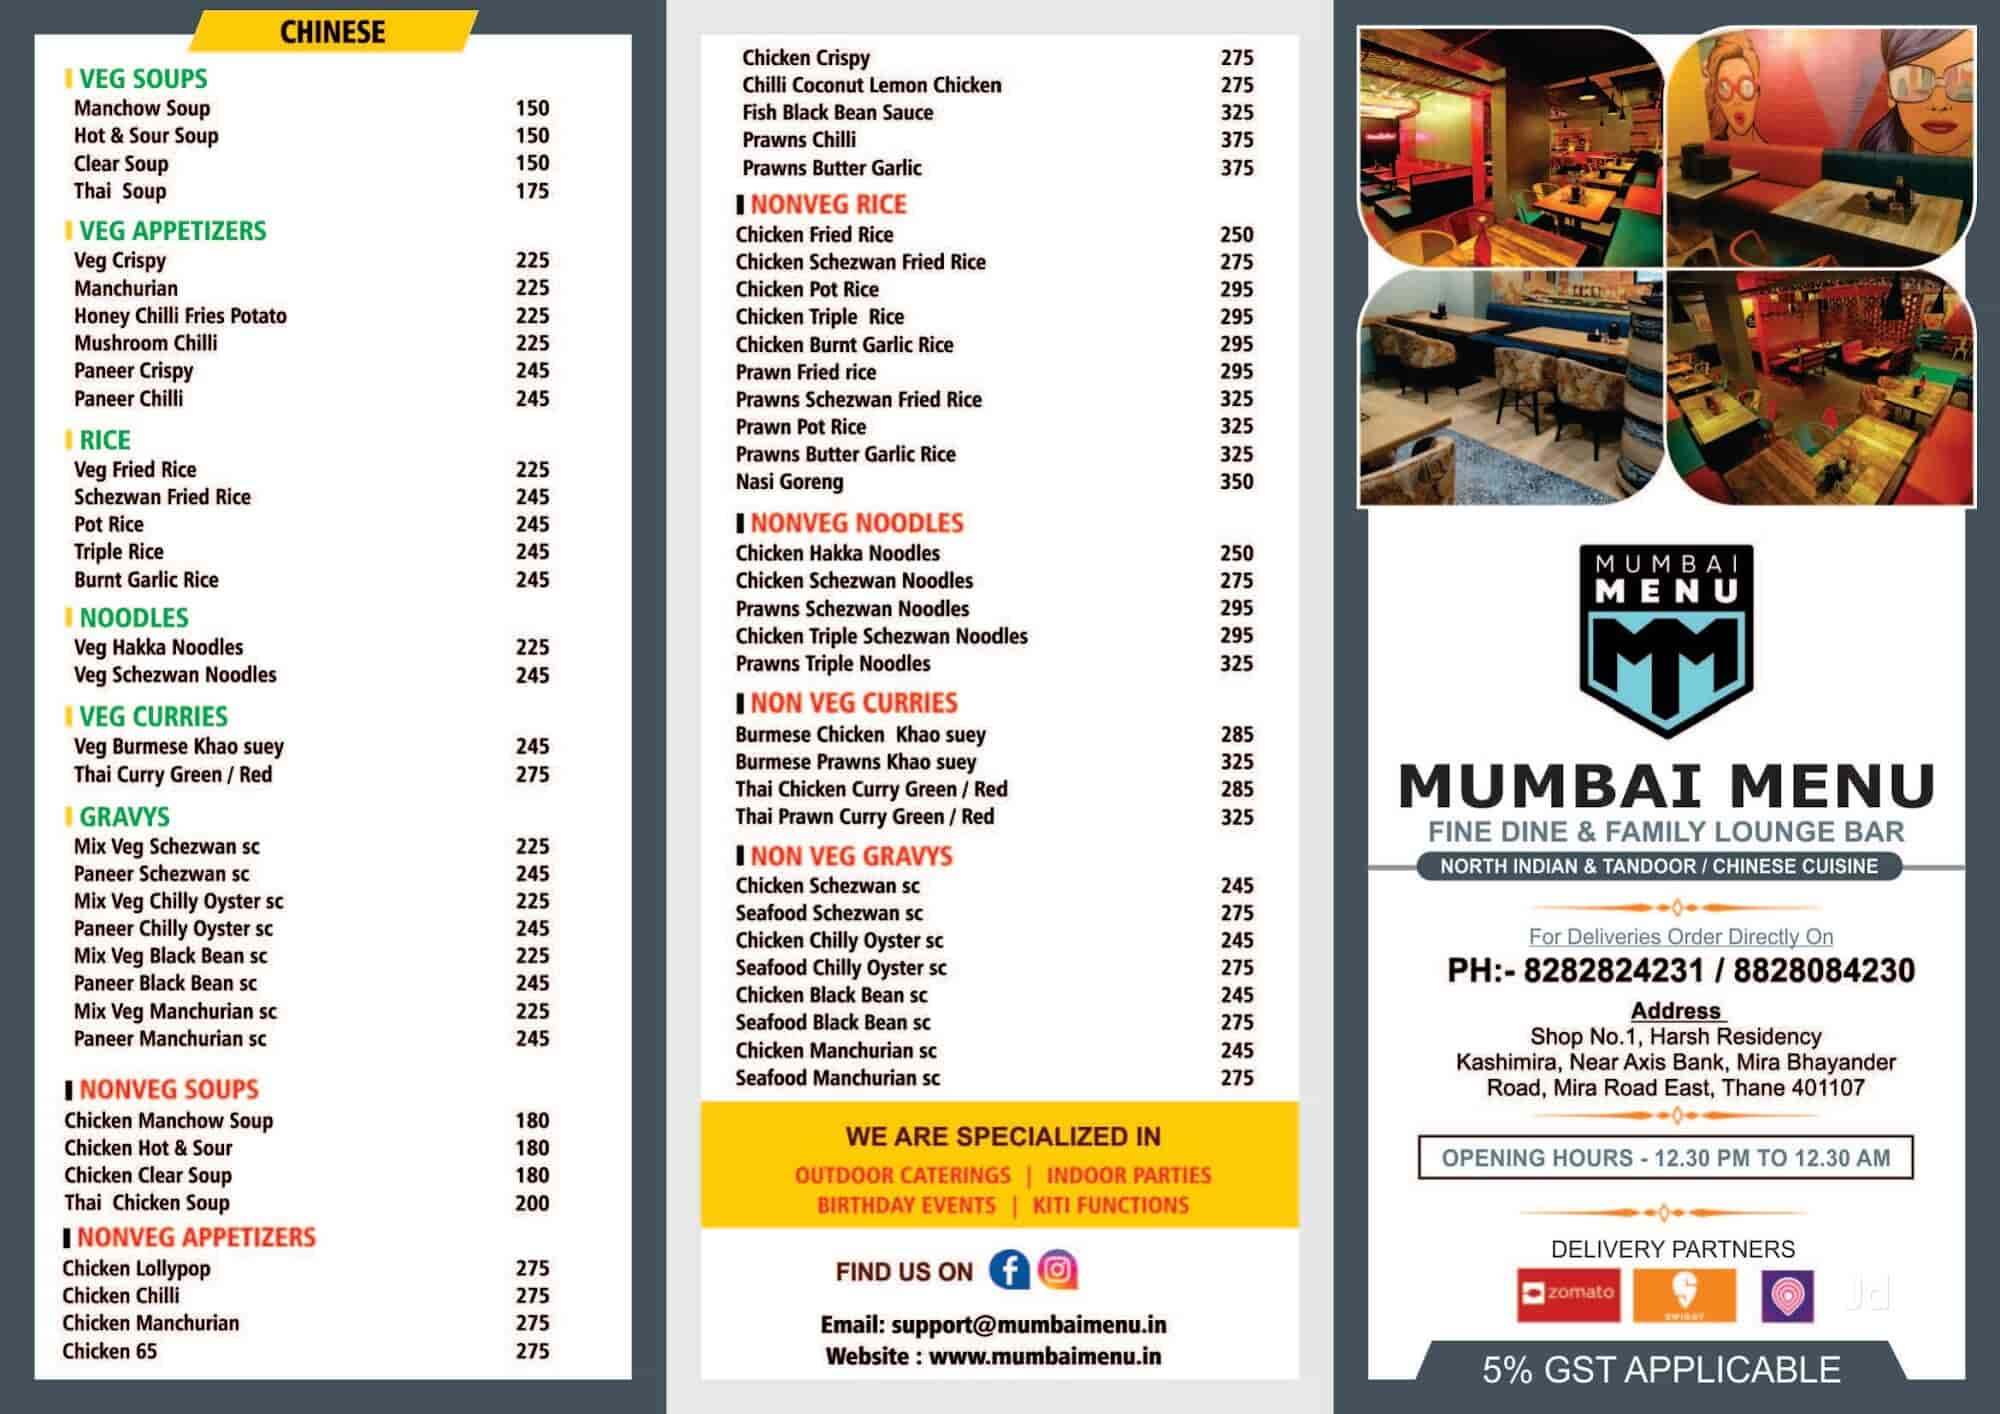 CHINESE
VEG SOUPS
Manchow Soup 150
Hot & Sour Soup 150
Clear Soup 150
Thai Soup 175
VEG APPETIZERS
Veg Crispy 225
Manchurian 225
Honey Chilli Fries Potato 225
Mushroom Chilli 225
Paneer Crispy 245
Paneer Chilli 245
RICE
Veg Fried Rice 225
Schezwan Fried Rice 245
Pot Rice 245
Triple Rice 245
Burnt Garlic Rice 245
NOODLES
Veg Hakka Noodles 225
Veg Schezwan Noodles 245
VEG CURRIES
Veg Burmese Khao suey 245
Thai Curry Green / Red 275
GRAVYS
Mix Veg Schezwan sc 225
Paneer Schezwan sc 245
Mix Veg Chilly Oyster sc 225
Paneer Chilly Oyster sc 245
Mix Veg Black Bean sc 225
Paneer Black Bean sc 245
Mix Veg Manchurian sc 225
Paneer Manchurian sc 245
NONVEG SOUPS
Chicken Manchow Soup 180
Chicken Hot & Sour 180
Chicken Clear Soup 180
Thai Chicken Soup 200
NONVEG APPETIZERS
Chicken Lollypop 275
Chicken Chilli 275
Chicken Manchurian 275
Chicken 65 275
Chicken Crispy 275
Chilli Coconut Lemon Chicken 275
Fish Black Bean Sauce 325
Prawns Chilli 375
Prawns Butter Garlic 375
NONVEG RICE
Chicken Fried Rice 250
Chicken Schezwan Fried Rice 275
Chicken Pot Rice 295
Chicken Triple Rice 295
Chicken Burnt Garlic Rice 295
Prawn Fried rice 295
Prawns Schezwan Fried Rice 325
Prawn Pot Rice 325
Prawns Butter Garlic Rice 325
Nasi Goreng 350
NONVEG NOODLES
Chicken Hakka Noodles 250
Chicken Schezwan Noodles 275
Prawns Schezwan Noodles 295
Chicken Triple Schezwan Noodles 295
Prawns Triple Noodles 325
NON VEG CURRIES
Burmese Chicken Khao suey 285
Burmese Prawns Khao suey 325
Thai Chicken Curry Green / Red 285
Thai Prawn Curry Green / Red 325
NON VEG GRAVYS
Chicken Schezwan sc 245
Seafood Schezwan sc 275
Chicken Chilly Oyster sc 245
Seafood Chilly Oyster sc 275
Chicken Black Bean sc 245
Seafood Black Bean sc 275
Chicken Manchurian sc 245
Seafood Manchurian sc 275
WE ARE SPECIALIZED IN
OUTDOOR CATERINGS | INDOOR PARTIES
BIRTHDAY EVENTS | KITI FUNCTIONS
FIND US ON
Email: support@mumbaimenu.in
Website : www.mumbaimenu.in
MUMBAI
MENU
MM
MUMBAI MENU
FINE DINE & FAMILY LOUNGE BAR
NORTH INDIAN & TANDOOR / CHINESE CUISINE
For Deliveries Order Directly On
PH:- 8282824231 / 8828084230
Address
Shop No.1, Harsh Residency
Kashimira, Near Axis Bank, Mira Bhayander
Road, Mira Road East, Thane 401107
OPENING HOURS - 12.30 PM TO 12.30 AM
DELIVERY PARTNERS
zomato
SWIGGY
Jd
5% GST APPLICABLE